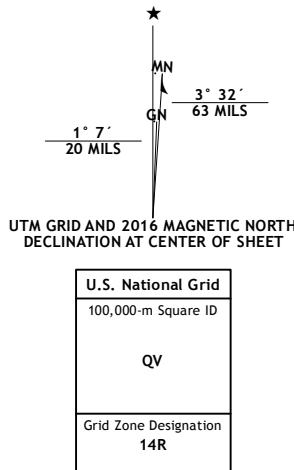 MN
GN
3° 32´
63 MILS
1° 7´
20 MILS
UTM GRID AND 2016 MAGNETIC NORTH
DECLINATION AT CENTER OF SHEET
U.S. National Grid
100,000-m Square ID
QV
Grid Zone Designation
14R